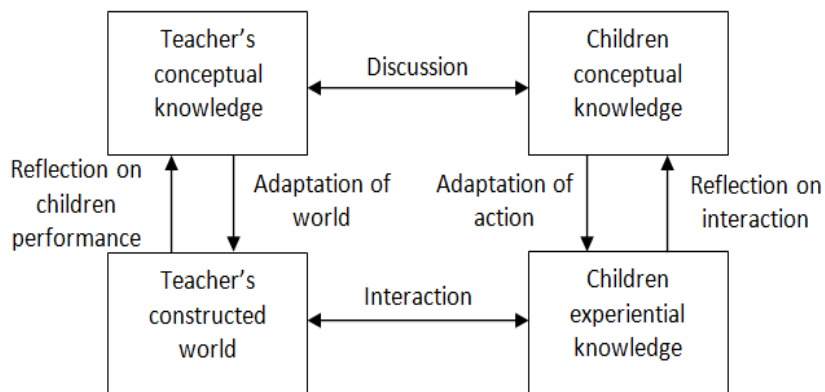 Teacher's
conceptual
knowledge
Discussion
Children
conceptual
knowledge
Reflection on
children
performance
Adaptation of
world
Adaptation of
action
Reflection on
interaction
Teacher's
constructed
world
Interaction
Children
experiential
knowledge